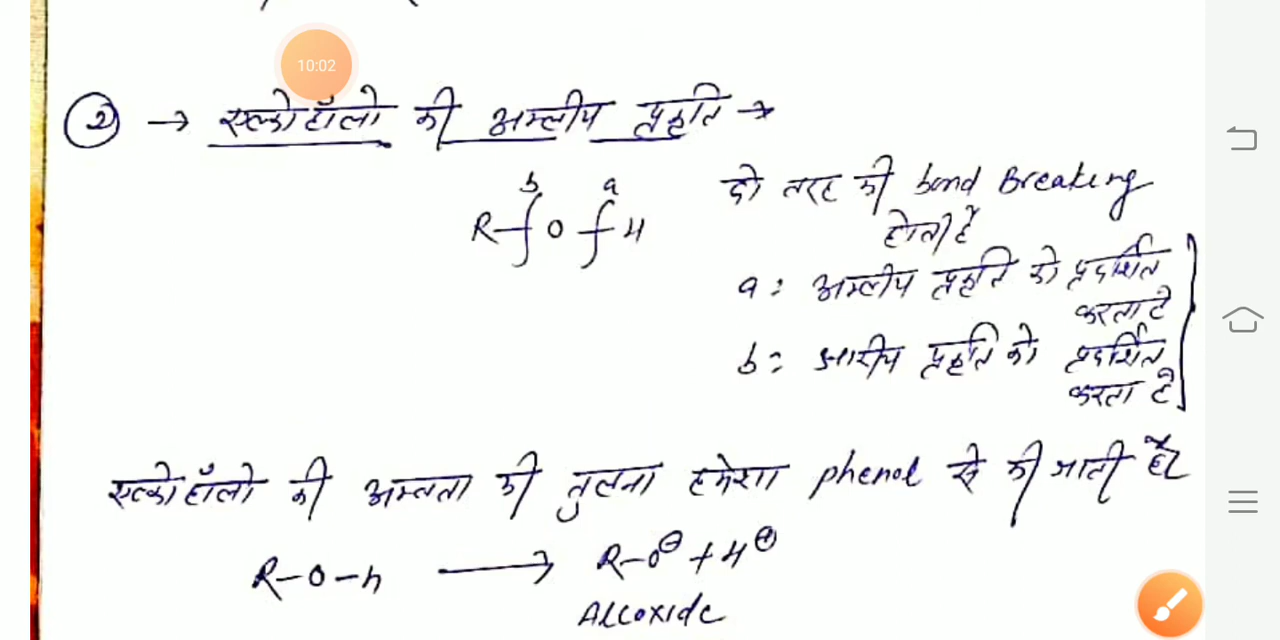 10:02
② → एल्कोहॉलो की अम्लीय प्रकृति →
b a
R-O-H
दो तरह की bond Breaking
होती हैं
a: अम्लीय प्रकृति को प्रदर्शित
करता है
b: क्षारीय प्रकृति को प्रदर्शित
करता है
एल्कोहॉलो की अम्लता की तुलना हमेशा phenol से की जाती है
R-O-h ⟶ R-O⊖ + H⊕
Alcoxide